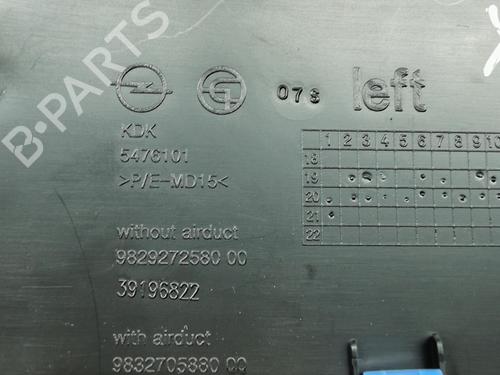 B-PARTS
07S left
KDK
5476101
>P/E-MD15<
1 2 3 4 5 6 7 8 9 10
18
19
20
21
22
without airduct
9829272580 00
39196822
with airduct
9832705880 00